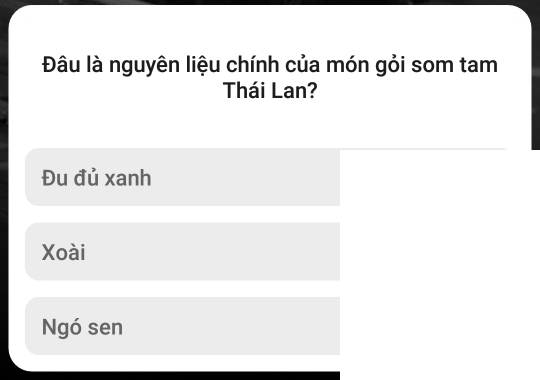 Đâu là nguyên liệu chính của món gỏi som tam
Thái Lan?
Đu đủ xanh
Xoài
Ngó sen